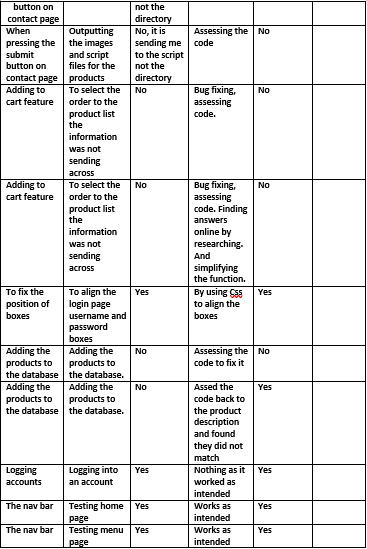 button on
contact page
not the
directory
When
pressing the
submit
button on
contact page
Outputting
the images
and script
files for the
products
No, it is
sending me
to the script
not the
directory
Assessing the
code
No
Adding to
cart feature
To select the
order to the
product list
the
information
was not
sending
across
No
Bug fixing,
assessing
code.
No
Adding to
cart feature
To select the
order to the
product list
the
information
was not
sending
across
No
Bug fixing,
assessing
code. Finding
answers
online by
researching.
And
simplifying
the function.
No
To fix the
position of
boxes
To align the
login page
username and
password
boxes
Yes
By using Css
to align the
boxes
Yes
Adding the
products to
the database
Adding the
products to
the database.
No
Assessing the
code to fix it
No
Adding the
products to
the database
Adding the
products to
the database.
No
Assed the
code back to
the product
description
and found
they did not
match
Yes
Logging
accounts
Logging into
an account
Yes
Nothing as it
worked as
intended
Yes
The nav bar
Testing home
page
Yes
Works as
intended
Yes
The nav bar
Testing menu
page
Yes
Works as
intended
Yes